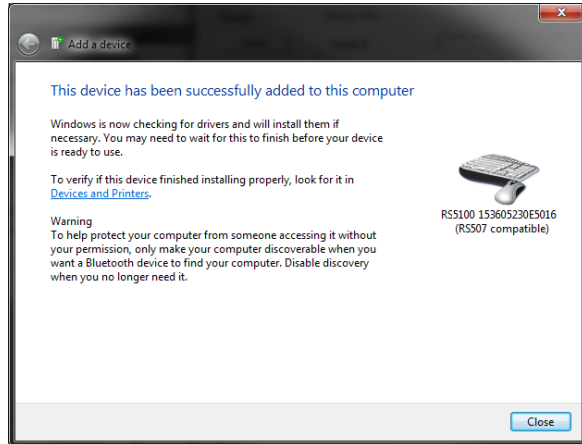 Add a device
This device has been successfully added to this computer
Windows is now checking for drivers and will install them if
necessary. You may need to wait for this to finish before your device
is ready to use.
To verify if this device finished installing properly, look for it in
Devices and Printers.
Warning
To help protect your computer from someone accessing it without
your permission, only make your computer discoverable when you
want a Bluetooth device to find your computer. Disable discovery
when you no longer need it.
RS5100 153605230E5016
(RS507 compatible)
Close